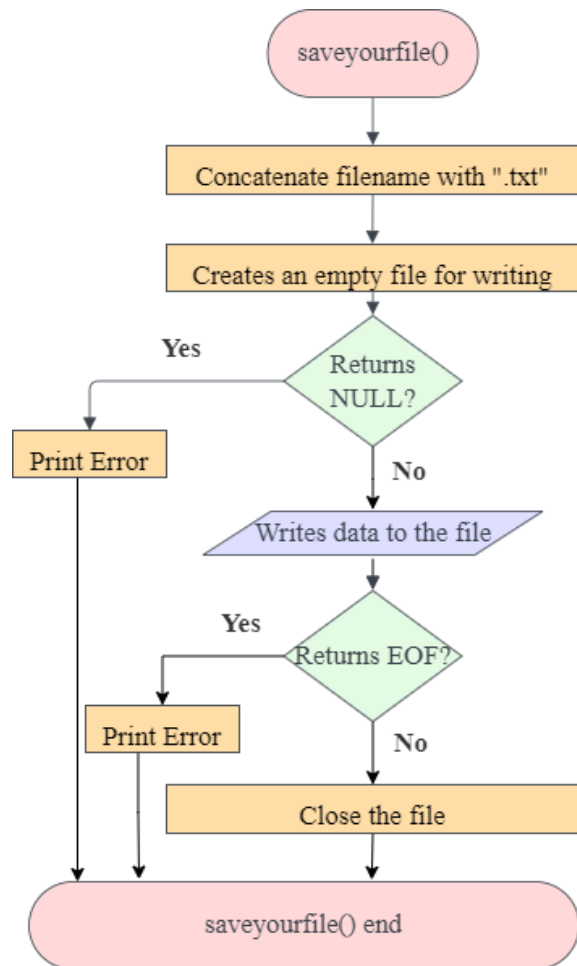 saveyourfile()
Concatenate filename with ".txt"
Creates an empty file for writing
Yes
Returns
NULL?
Print Error
No
Writes data to the file
Yes
Returns EOF?
Print Error
No
Close the file
saveyourfile() end